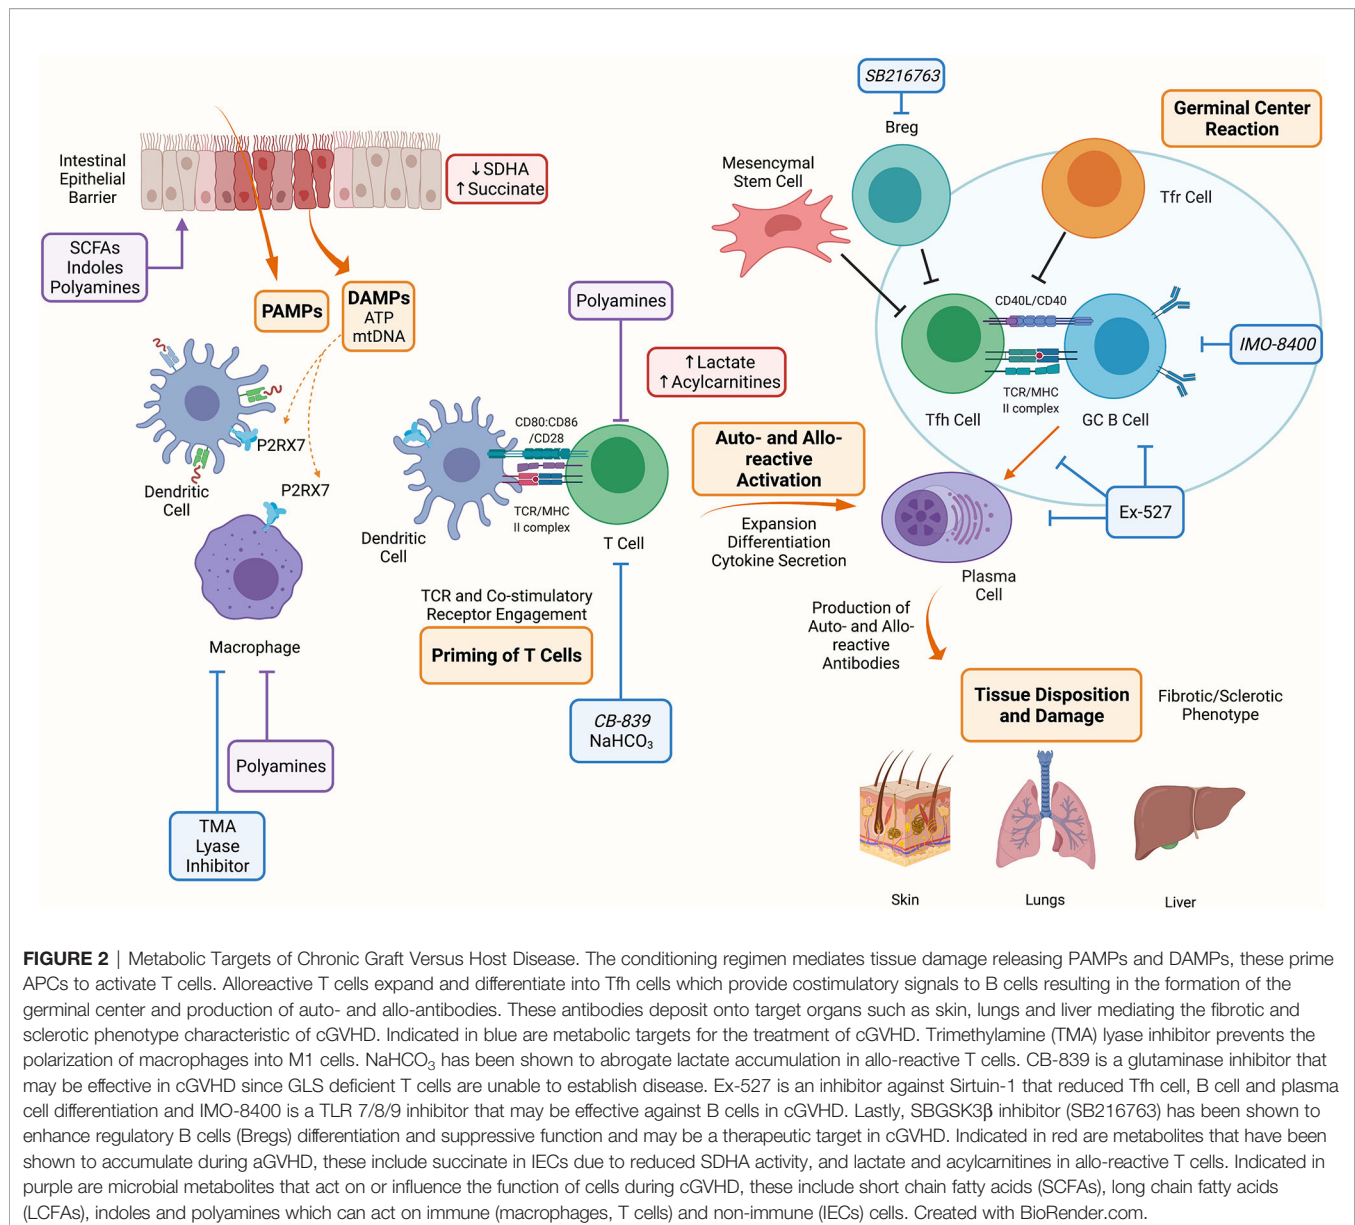 SB216763
Germinal Center
Reaction
Breg
Intestinal
Epithelial
Barrier
↓SDHA
↑Succinate
Mesencymal
Stem Cell
Tfr Cell
SCFAs
Indoles
Polyamines
PAMPs
DAMPs
ATP
mtDNA
Polyamines
CD40L/CD40
IMO-8400
↑Lactate
↑Acylcarnitines
TCR/MHC
II complex
Tfh Cell
GC B Cell
P2RX7
CD80:CD86
/CD28
Auto- and Allo-
reactive
Activation
Dendritic
Cell
P2RX7
TCR/MHC
II complex
Ex-527
Dendritic
Cell
T Cell
Expansion
Differentiation
Cytokine Secretion
Plasma
Cell
TCR and Co-stimulatory
Receptor Engagement
Production of
Auto- and Allo-
reactive
Antibodies
Macrophage
Priming of T Cells
Tissue Disposition
and Damage
Fibrotic/Sclerotic
Phenotype
CB-839
NaHCO₃
Polyamines
TMA
Lyase
Inhibitor
Skin
Lungs
Liver
FIGURE 2 | Metabolic Targets of Chronic Graft Versus Host Disease. The conditioning regimen mediates tissue damage releasing PAMPs and DAMPs, these prime
APCs to activate T cells. Alloreactive T cells expand and differentiate into Tfh cells which provide costimulatory signals to B cells resulting in the formation of the
germinal center and production of auto- and allo-antibodies. These antibodies deposit onto target organs such as skin, lungs and liver mediating the fibrotic and
sclerotic phenotype characteristic of cGVHD. Indicated in blue are metabolic targets for the treatment of cGVHD. Trimethylamine (TMA) lyase inhibitor prevents the
polarization of macrophages into M1 cells. NaHCO₃ has been shown to abrogate lactate accumulation in allo-reactive T cells. CB-839 is a glutaminase inhibitor that
may be effective in cGVHD since GLS deficient T cells are unable to establish disease. Ex-527 is an inhibitor against Sirtuin-1 that reduced Tfh cell, B cell and plasma
cell differentiation and IMO-8400 is a TLR 7/8/9 inhibitor that may be effective against B cells in cGVHD. Lastly, SBGSK3β inhibitor (SB216763) has been shown to
enhance regulatory B cells (Bregs) differentiation and suppressive function and may be a therapeutic target in cGVHD. Indicated in red are metabolites that have been
shown to accumulate during aGVHD, these include succinate in IECs due to reduced SDHA activity, and lactate and acylcarnitines in allo-reactive T cells. Indicated in
purple are microbial metabolites that act on or influence the function of cells during cGVHD, these include short chain fatty acids (SCFAs), long chain fatty acids
(LCFAs), indoles and polyamines which can act on immune (macrophages, T cells) and non-immune (IECs) cells. Created with BioRender.com.